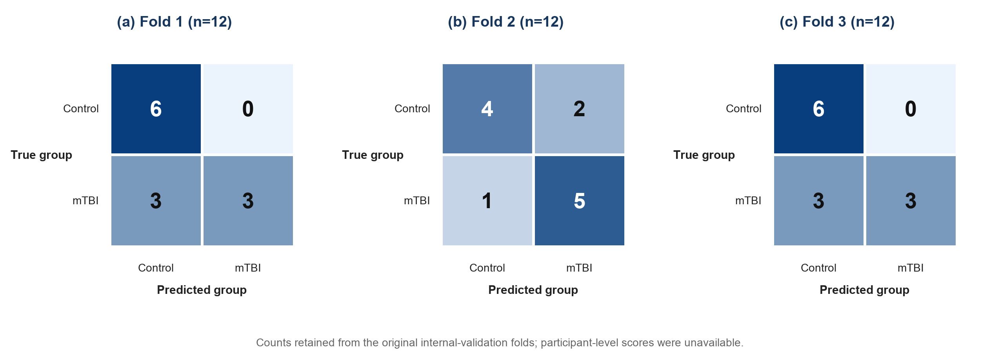 (a) Fold 1 (n=12)
Control
6
0
True group
mTBI
3
3
Control
mTBI
Predicted group
(b) Fold 2 (n=12)
Control
4
2
True group
mTBI
1
5
Control
mTBI
Predicted group
(c) Fold 3 (n=12)
Control
6
0
True group
mTBI
3
3
Control
mTBI
Predicted group
Counts retained from the original internal-validation folds; participant-level scores were unavailable.